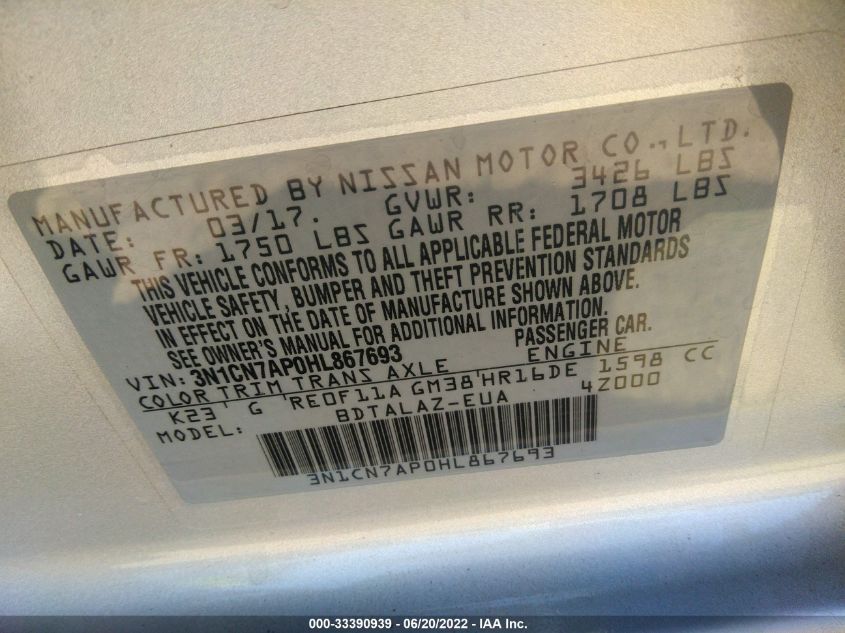 MANUFACTURED BY NISSAN MOTOR CO.,LTD.
DATE: 03/17. GVWR: 3426 LBS
GAWR FR: 1750 LBS GAWR RR: 1708 LBS
THIS VEHICLE CONFORMS TO ALL APPLICABLE FEDERAL MOTOR
VEHICLE SAFETY, BUMPER AND THEFT PREVENTION STANDARDS
IN EFFECT ON THE DATE OF MANUFACTURE SHOWN ABOVE.
SEE OWNER'S MANUAL FOR ADDITIONAL INFORMATION.
VIN: 3N1CN7AP0HL867693 PASSENGER CAR.
COLOR TRIM TRANS AXLE ENGINE
K23 G RE0F11A GM38 HR16DE 1598 CC
MODEL: BDTALAZ-EUA 4Z000
3N1CN7AP0HL867693
000-33390939 - 06/20/2022 - IAA Inc.